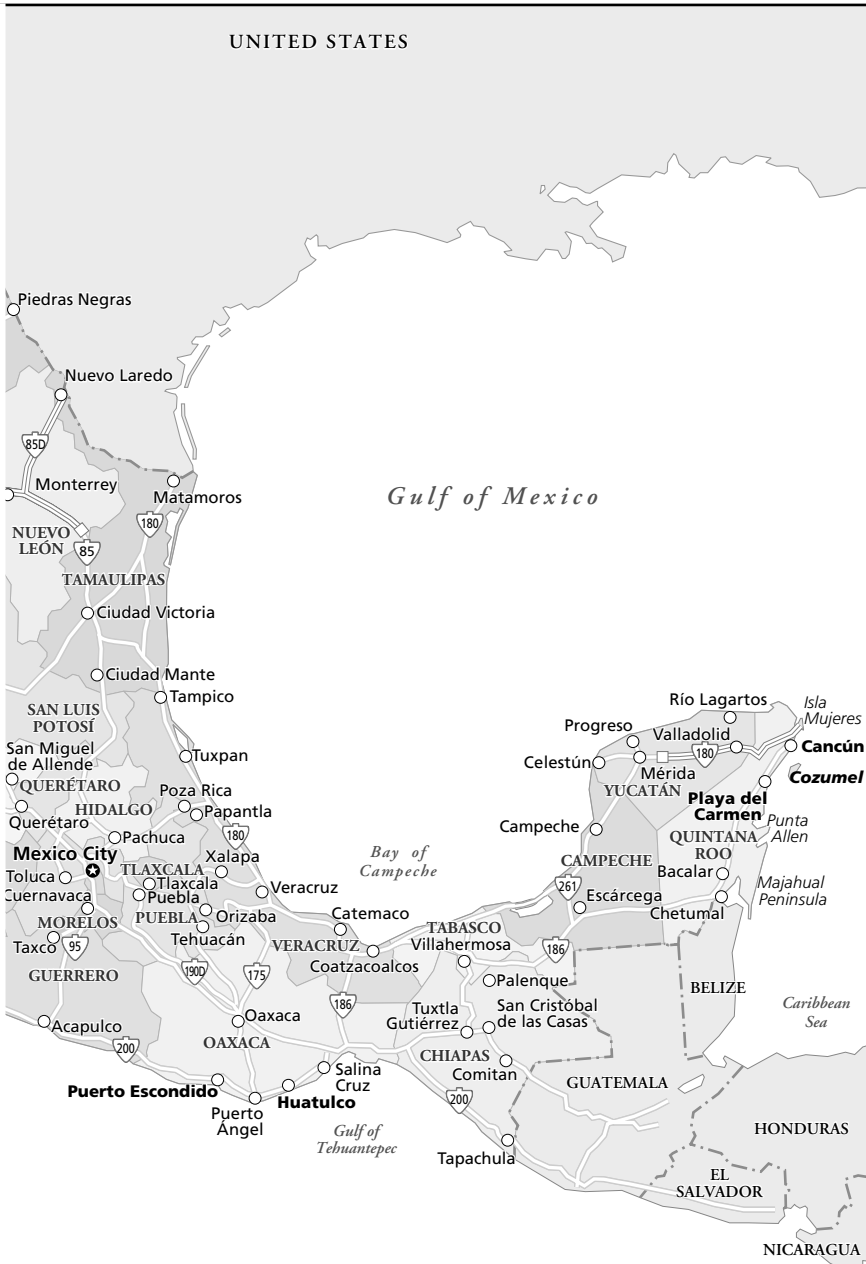 UNITED STATES
Piedras Negras
Nuevo Laredo
85D
Monterrey
Matamoros
Gulf of Mexico
180
NUEVO
LEÓN
85
TAMAULIPAS
Ciudad Victoria
Ciudad Mante
Tampico
SAN LUIS
POTOSÍ
Río Lagartos
Isla
Mujeres
Progreso
Valladolid
180
Cancún
San Miguel
de Allende
Tuxpan
Celestún
Mérida
YUCATÁN
Cozumel
QUERÉTARO
Poza Rica
Playa del
Carmen
HIDALGO
Papantla
Querétaro
Punta
Allen
Pachuca
180
Campeche
QUINTANA
ROO
Mexico City
Xalapa
Bay of
Campeche
CAMPECHE
TLAXCALA
Toluca
Tlaxcala
Bacalar
Cuernavaca
Puebla
Veracruz
261
Escárcega
Majahual
Peninsula
MORELOS
PUEBLA
Orizaba
Catemaco
TABASCO
Chetumal
Taxco
95
Tehuacán
VERACRUZ
Villahermosa
186
Coatzacoalcos
GUERRERO
190D
175
Palenque
BELIZE
186
Tuxtla
Gutiérrez
San Cristóbal
de las Casas
Caribbean
Sea
Acapulco
Oaxaca
OAXACA
200
CHIAPAS
Comitan
Salina
Cruz
GUATEMALA
Puerto Escondido
Huatulco
200
Puerto
Ángel
Gulf of
Tehuantepec
HONDURAS
Tapachula
EL
SALVADOR
NICARAGUA